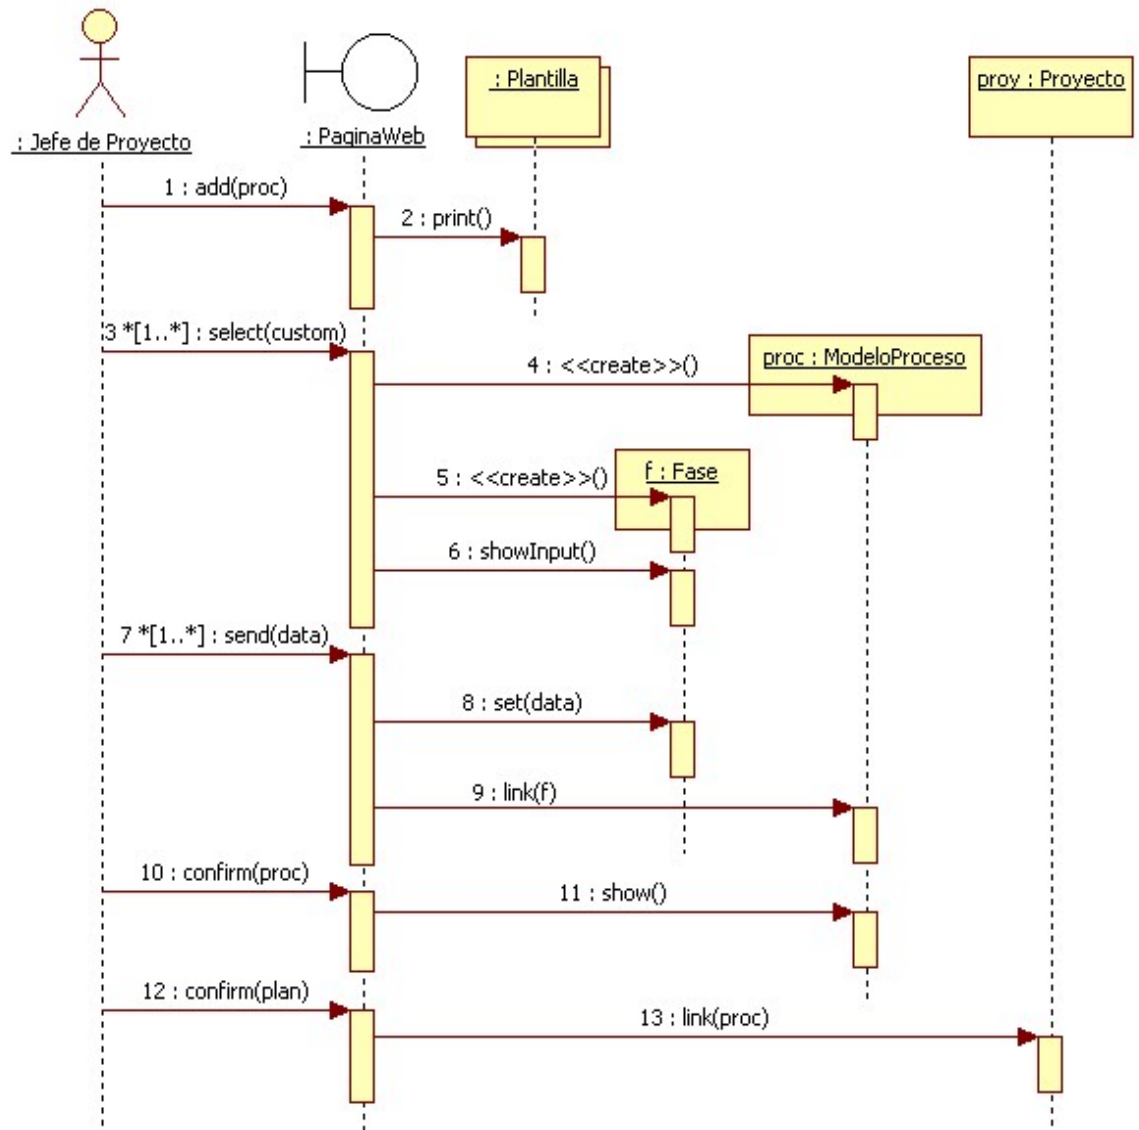 : Plantilla
proy : Proyecto
: Jefe de Proyecto
: PaginaWeb
1 : add(proc)
2 : print()
3 *[1..*] : select(custom)
4 : <<create>>()
proc : ModeloProceso
5 : <<create>>()
f : Fase
6 : showInput()
7 *[1..*] : send(data)
8 : set(data)
9 : link(f)
10 : confirm(proc)
11 : show()
12 : confirm(plan)
13 : link(proc)